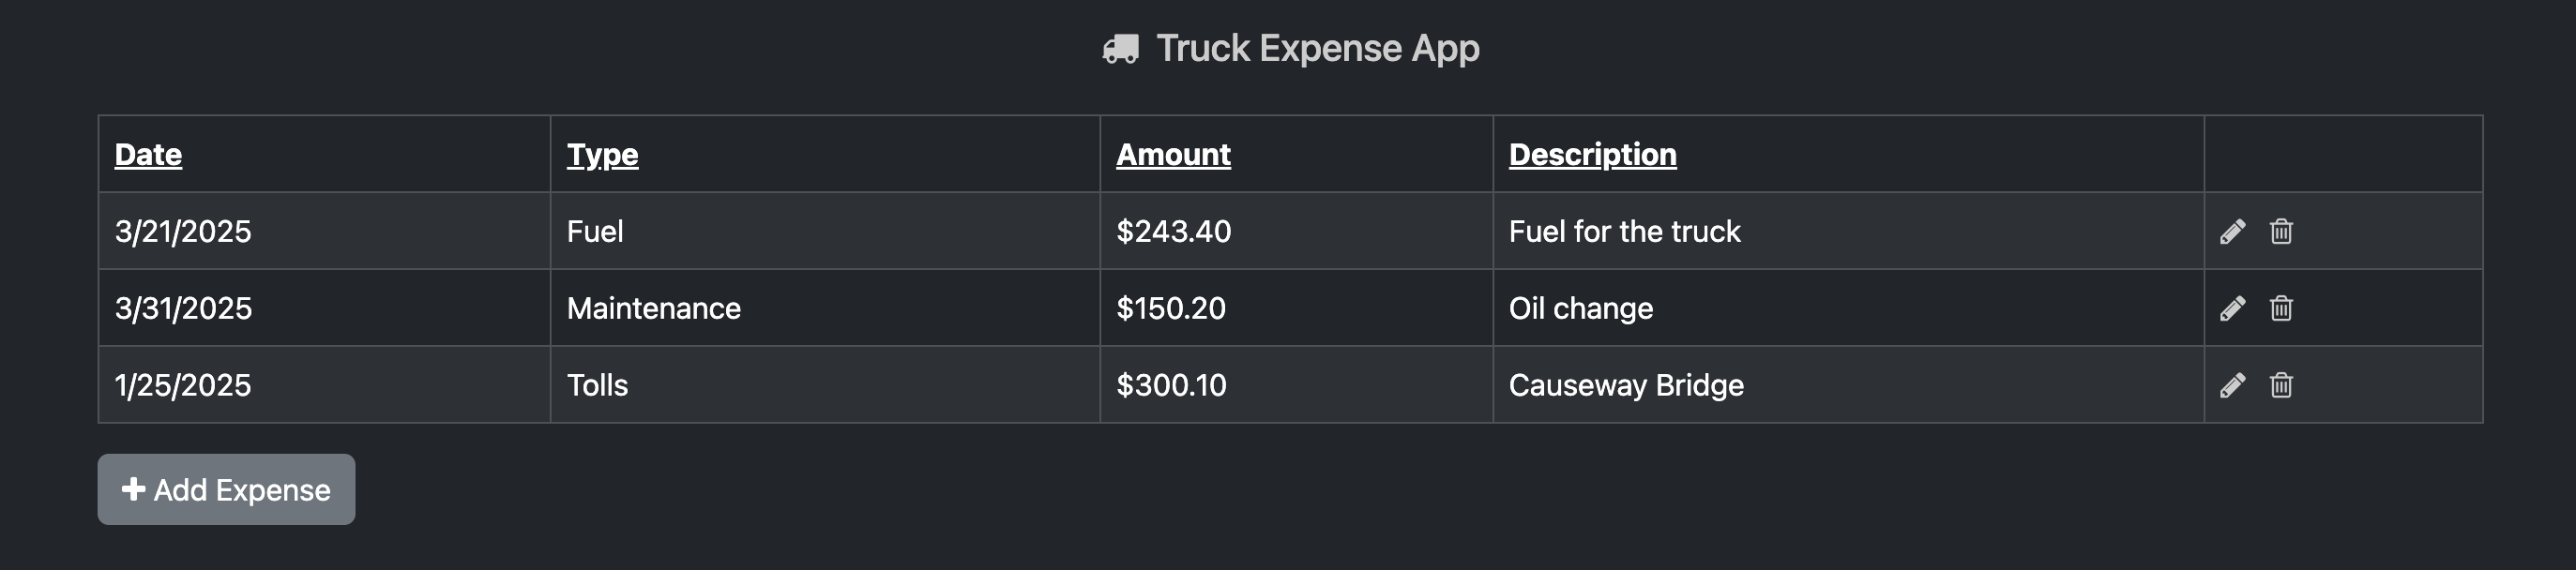 Truck Expense App
Date Type Amount Description
3/21/2025 Fuel $243.40 Fuel for the truck
3/31/2025 Maintenance $150.20 Oil change
1/25/2025 Tolls $300.10 Causeway Bridge
+ Add Expense